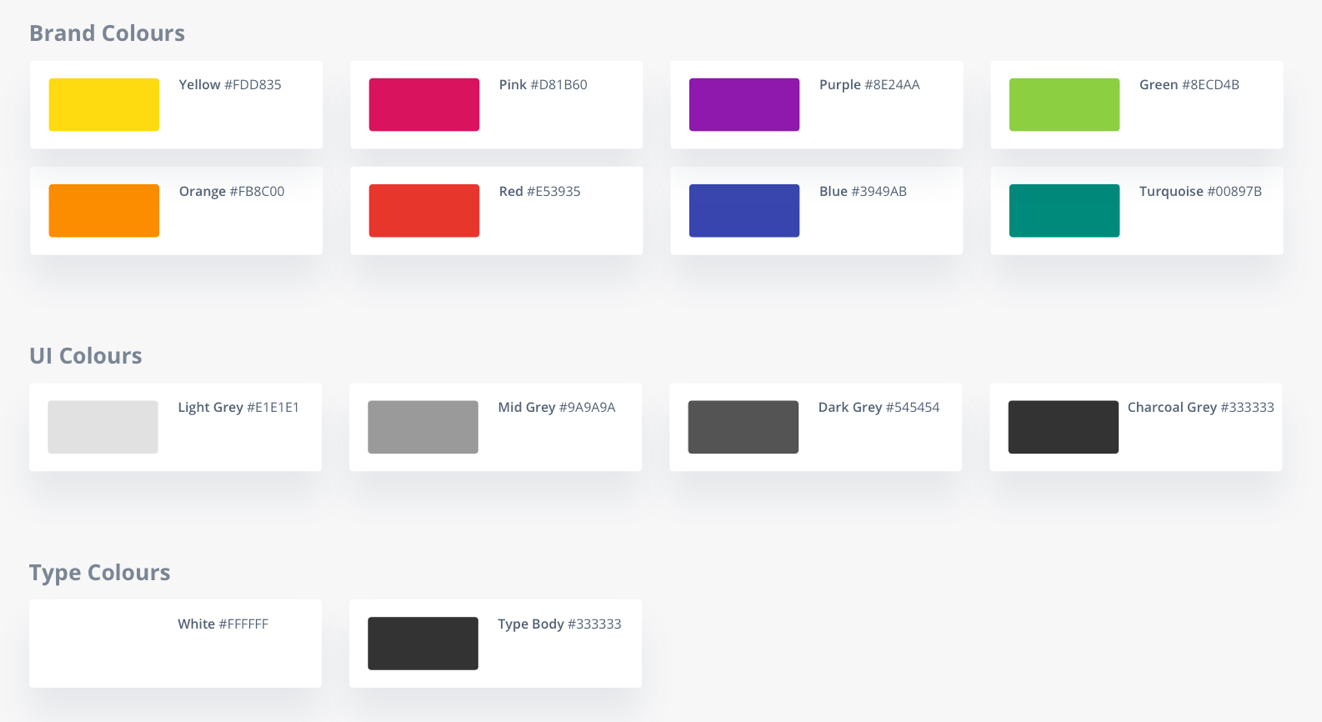 Brand Colours
Yellow #FDD835
Pink #D81B60
Purple #8E24AA
Green #8ECD4B
Orange #FB8C00
Red #E53935
Blue #3949AB
Turquoise #00897B
UI Colours
Light Grey #E1E1E1
Mid Grey #9A9A9A
Dark Grey #545454
Charcoal Grey #333333
Type Colours
White #FFFFFF
Type Body #333333